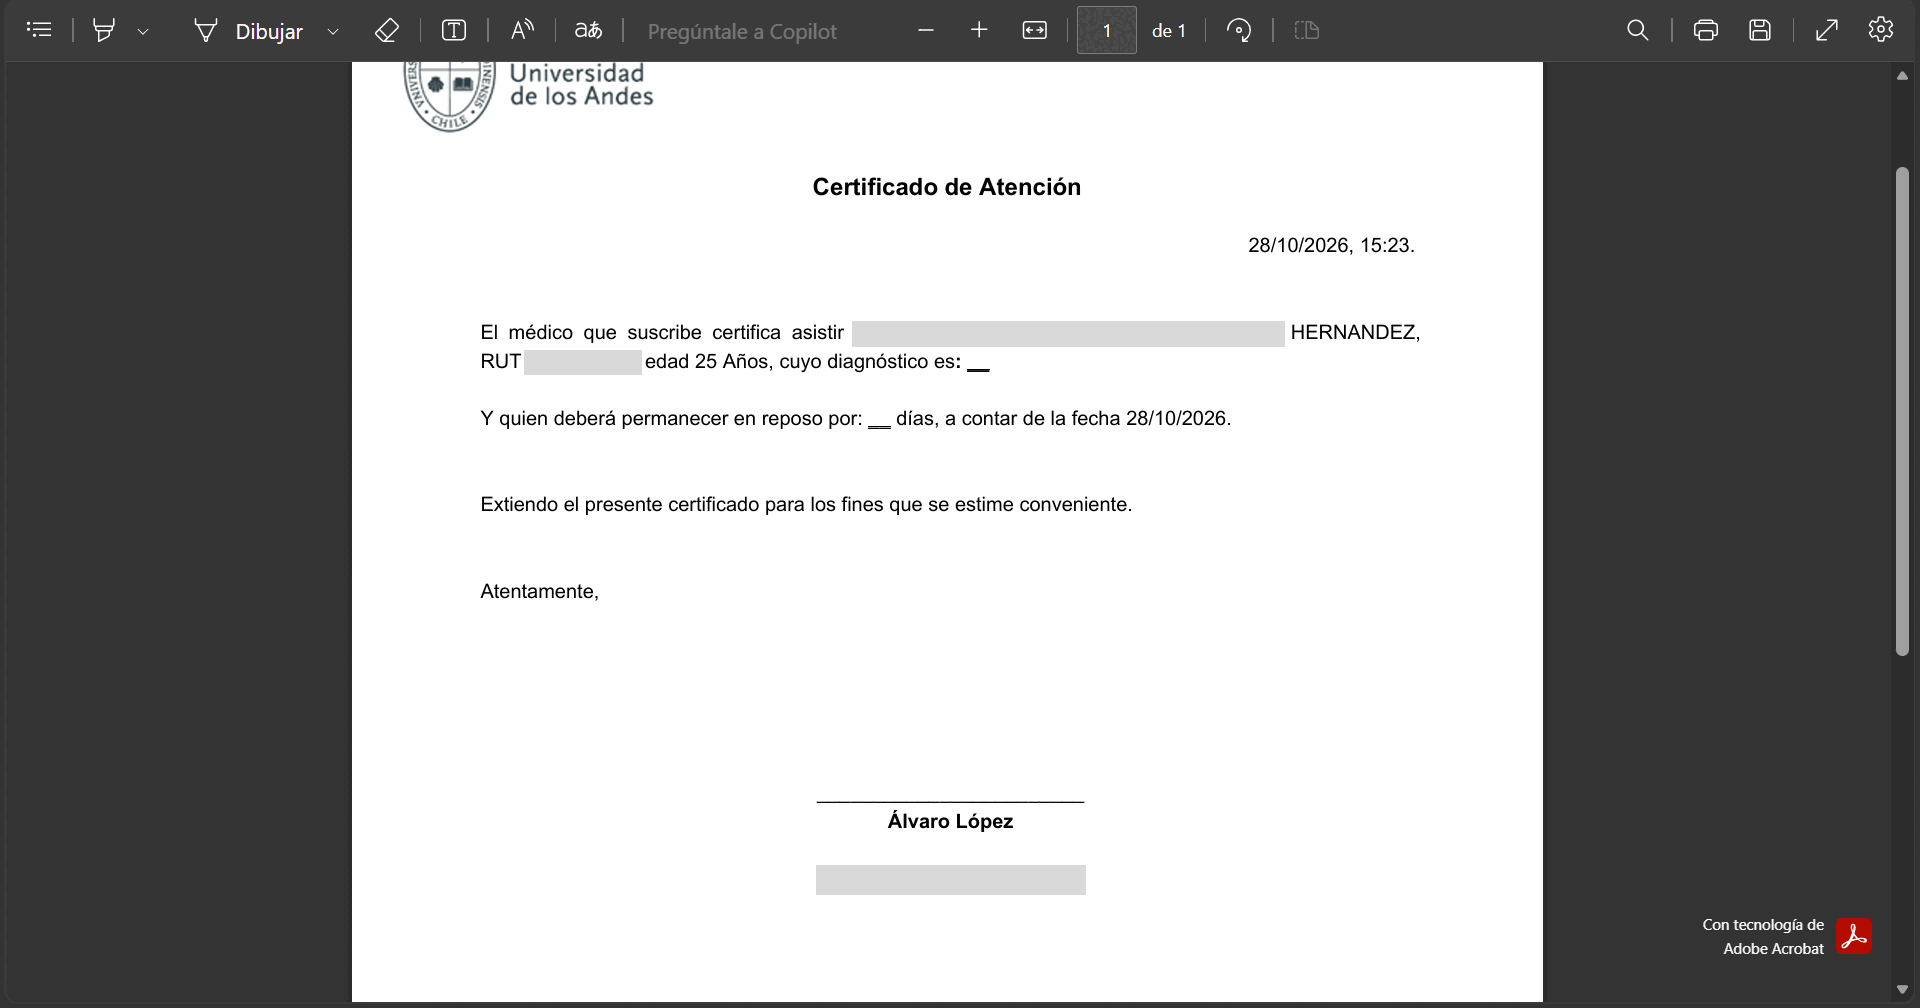 Dibujar
Pregúntale a Copilot
1 de 1
Universidad
de los Andes
CHILE
Certificado de Atención
28/10/2026, 15:23.
El médico que suscribe certifica asistir HERNANDEZ,
RUT edad 25 Años, cuyo diagnóstico es: __
Y quien deberá permanecer en reposo por: __ días, a contar de la fecha 28/10/2026.
Extiendo el presente certificado para los fines que se estime conveniente.
Atentamente,
Álvaro López
Con tecnología de
Adobe Acrobat